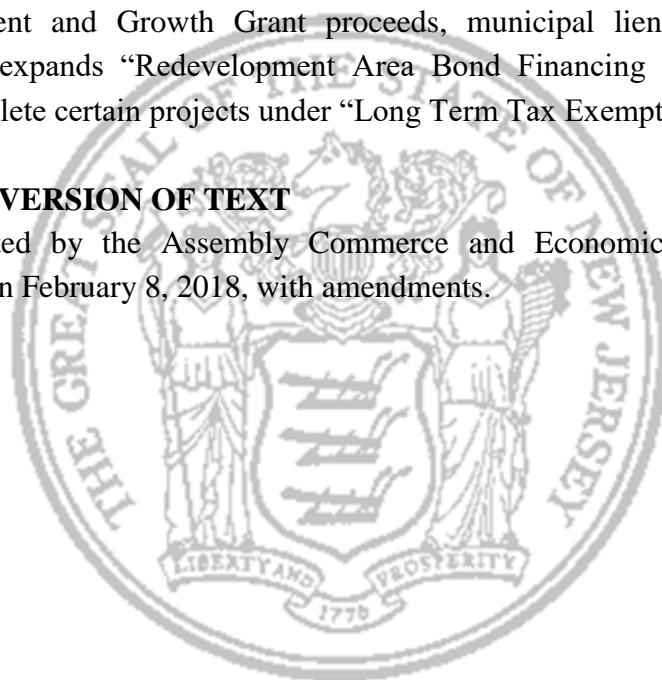 ent and Growth Grant proceeds, municipal lien
expands “Redevelopment Area Bond Financing
lete certain projects under “Long Term Tax Exempt
VERSION OF TEXT
ted by the Assembly Commerce and Economic
n February 8, 2018, with amendments.
THE GREAT SEAL OF THE STATE OF NEW JERSEY
LIBERTY AND PROSPERITY
1776